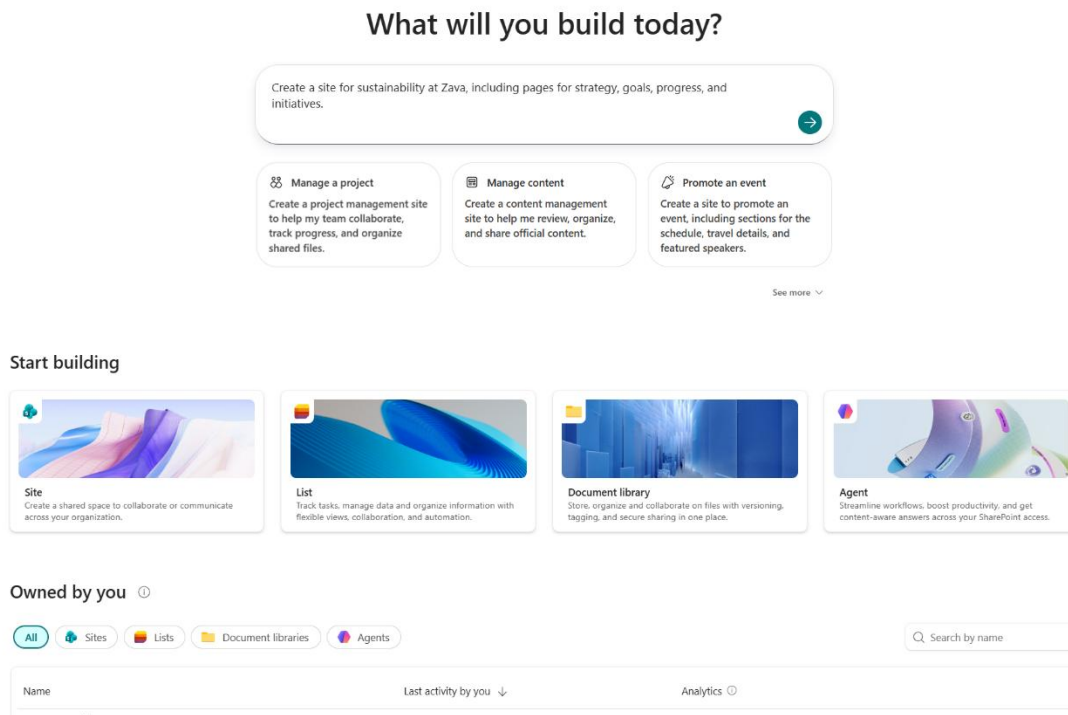 What will you build today?
Create a site for sustainability at Zava, including pages for strategy, goals, progress, and
initiatives.
Manage a project
Create a project management site
to help my team collaborate,
track progress, and organize
shared files.
Manage content
Create a content management
site to help me review, organize,
and share official content.
Promote an event
Create a site to promote an
event, including sections for the
schedule, travel details, and
featured speakers.
See more
Start building
Site
Create a shared space to collaborate or communicate
across your organization.
List
Track tasks, manage data and organize information with
flexible views, collaboration, and automation.
Document library
Store, organize and collaborate on files with versioning,
tagging, and secure sharing in one place.
Agent
Streamline workflows, boost productivity, and get
content-aware answers across your SharePoint access.
Owned by you
All
Sites
Lists
Document libraries
Agents
Search by name
Name
Last activity by you
Analytics